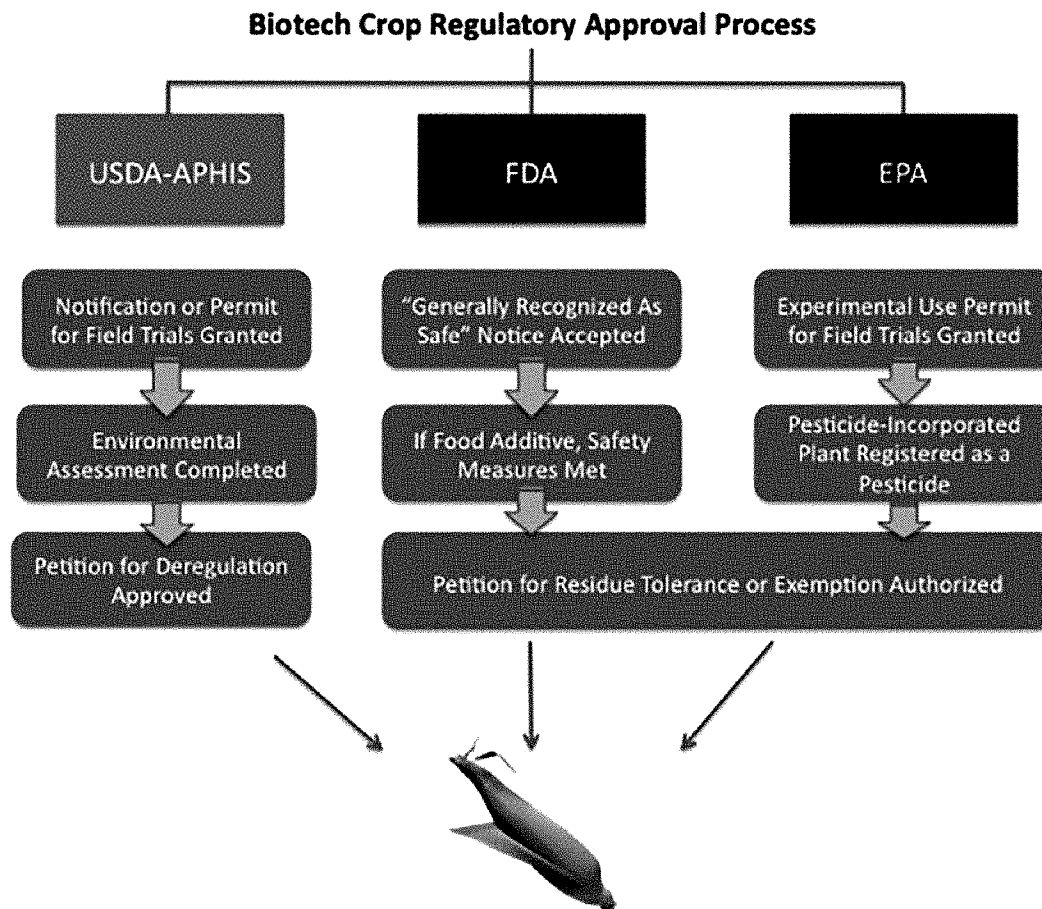 Biotech Crop Regulatory Approval Process
USDA-APHIS
FDA
EPA
Notification or Permit
for Field Trials Granted
"Generally Recognized As
Safe" Notice Accepted
Experimental Use Permit
for Field Trials Granted
Environmental
Assessment Completed
If Food Additive, Safety
Measures Met
Pesticide-Incorporated
Plant Registered as a
Pesticide
Petition for Deregulation
Approved
Petition for Residue Tolerance or Exemption Authorized